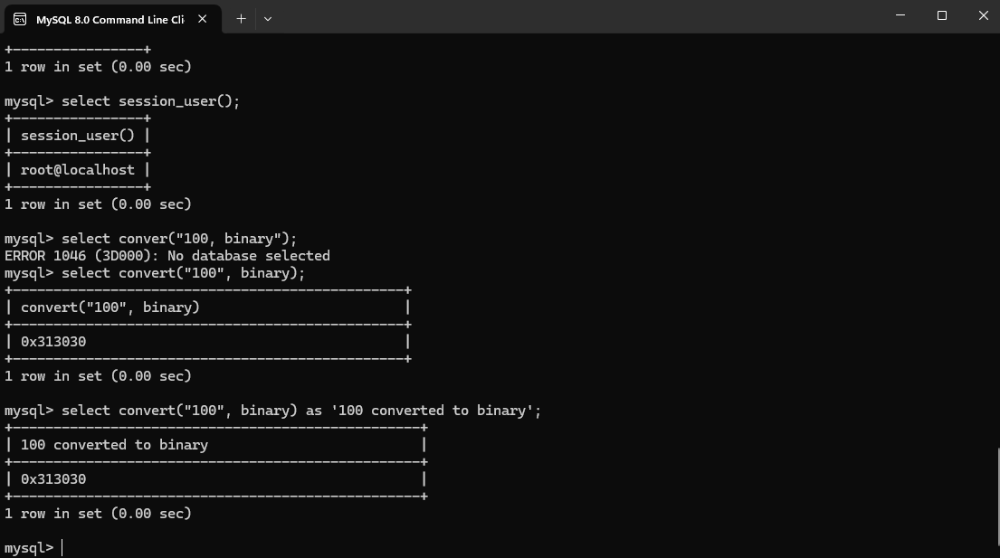 MySQL 8.0 Command Line Cli
+----------------+
1 row in set (0.00 sec)
mysql> select session_user();
+----------------+
| session_user() |
+----------------+
| root@localhost |
+----------------+
1 row in set (0.00 sec)
mysql> select conver("100, binary");
ERROR 1046 (3D000): No database selected
mysql> select convert("100", binary);
+------------------------------------------------+
| convert("100", binary)                         |
+------------------------------------------------+
| 0x313030                                       |
+------------------------------------------------+
1 row in set (0.00 sec)
mysql> select convert("100", binary) as '100 converted to binary';
+--------------------------------------------------+
| 100 converted to binary                          |
+--------------------------------------------------+
| 0x313030                                         |
+--------------------------------------------------+
1 row in set (0.00 sec)
mysql>